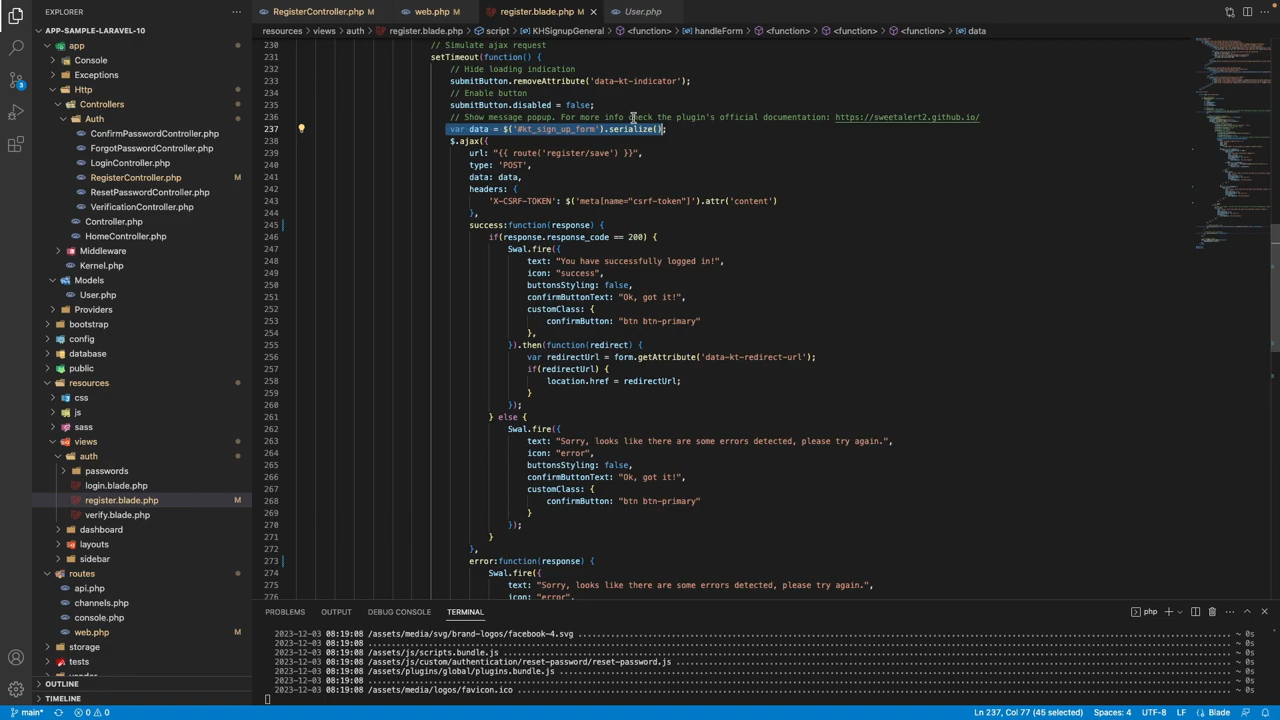 EXPLORER
RegisterController.php M
web.php M
register.blade.php M
User.php
APP-SAMPLE-LARAVEL-10
resources > views > auth > register.blade.php > script > KHSignupGeneral > <function> > handleForm > <function> > <function> > <function> > <function> > data
app
Console
Exceptions
Http
Controllers
Auth
ConfirmPasswordController.php
ForgotPasswordController.php
LoginController.php
RegisterController.php M
ResetPasswordController.php
VerificationController.php
Controller.php
HomeController.php
Middleware
Kernel.php
Models
User.php
Providers
bootstrap
config
database
public
resources
css
js
sass
views
auth
passwords
login.blade.php
register.blade.php M
verify.blade.php
dashboard
layouts
sidebar
routes
api.php
channels.php
console.php
web.php M
storage
tests
OUTLINE
TIMELINE
230 // Simulate ajax request
231 setTimeout(function() {
232 // Hide loading indication
233 submitButton.removeAttribute('data-kt-indicator');
234 // Enable button
235 submitButton.disabled = false;
236 // Show message popup. For more info check the plugin's official documentation: https://sweetalert2.github.io/
237 var data = $('#kt_sign_up_form').serialize();
238 $.ajax({
239 url: "{{ route('register/save') }}",
240 type: 'POST',
241 data: data,
242 headers: {
243 'X-CSRF-TOKEN': $('meta[name="csrf-token"]').attr('content')
244 },
245 success:function(response) {
246 if(response.response_code == 200) {
247 Swal.fire({
248 text: "You have successfully logged in!",
249 icon: "success",
250 buttonsStyling: false,
251 confirmButtonText: "Ok, got it!",
252 customClass: {
253 confirmButton: "btn btn-primary"
254 },
255 }).then(function(redirect) {
256 var redirectUrl = form.getAttribute('data-kt-redirect-url');
257 if(redirectUrl) {
258 location.href = redirectUrl;
259 }
260 });
261 } else {
262 Swal.fire({
263 text: "Sorry, looks like there are some errors detected, please try again.",
264 icon: "error",
265 buttonsStyling: false,
266 confirmButtonText: "Ok, got it!",
267 customClass: {
268 confirmButton: "btn btn-primary"
269 }
270 });
271 }
272 },
273 error:function(response) {
274 Swal.fire({
275 text: "Sorry, looks like there are some errors detected, please try again.",
276 icon: "error",
PROBLEMS OUTPUT DEBUG CONSOLE TERMINAL
php
2023-12-03 08:19:08 /assets/media/svg/brand-logos/facebook-4.svg ~ 0s
2023-12-03 08:19:08 /assets/js/scripts.bundle.js ~ 0s
2023-12-03 08:19:08 /assets/js/custom/authentication/reset-password/reset-password.js ~ 0s
2023-12-03 08:19:08 /assets/plugins/global/plugins.bundle.js ~ 0s
2023-12-03 08:19:08 ~ 0s
2023-12-03 08:19:08 /assets/media/logos/favicon.ico ~ 0s
main* 0 0
Ln 237, Col 77 (45 selected) Spaces: 4 UTF-8 LF Blade